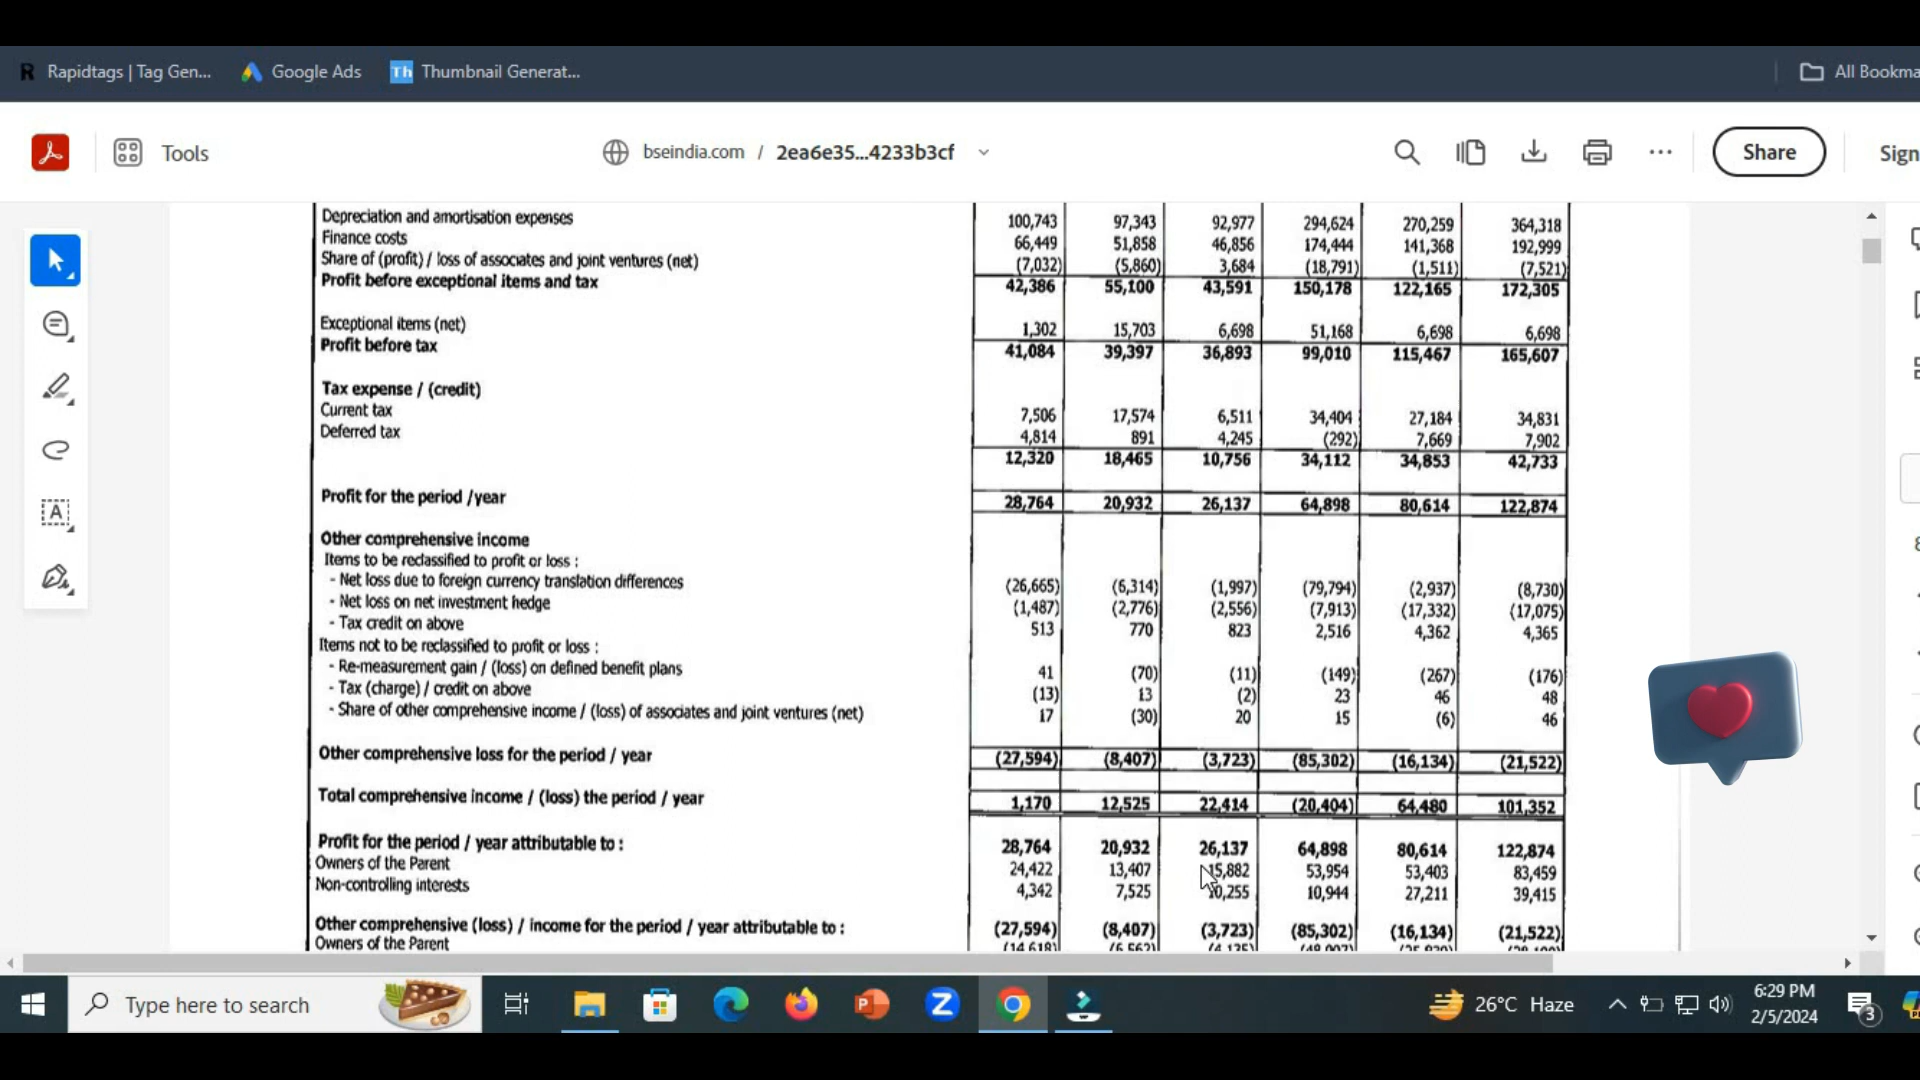 R Rapidtags | Tag Gen... Google Ads Th Thumbnail Generat... All Bookma
Tools bseindia.com / 2ea6e35...4233b3cf Share Sign
Depreciation and amortisation expenses 100,743 97,343 92,977 294,624 270,259 364,318
Finance costs 66,449 51,858 46,856 174,444 141,368 192,999
Share of (profit) / loss of associates and joint ventures (net) (7,032) (5,860) 3,684 (18,791) (1,511) (7,521)
Profit before exceptional items and tax 42,386 55,100 43,591 150,178 122,165 172,305
Exceptional items (net) 1,302 15,703 6,698 51,168 6,698 6,698
Profit before tax 41,084 39,397 36,893 99,010 115,467 165,607
Tax expense / (credit)
Current tax 7,506 17,574 6,511 34,404 27,184 34,831
Deferred tax 4,814 891 4,245 (292) 7,669 7,902
12,320 18,465 10,756 34,112 34,853 42,733
Profit for the period /year 28,764 20,932 26,137 64,898 80,614 122,874
Other comprehensive income
Items to be reclassified to profit or loss :
- Net loss due to foreign currency translation differences (26,665) (6,314) (1,997) (79,794) (2,937) (8,730)
- Net loss on net investment hedge (1,487) (2,776) (2,556) (7,913) (17,332) (17,075)
- Tax credit on above 513 770 823 2,516 4,362 4,365
Items not to be reclassified to profit or loss :
- Re-measurement gain / (loss) on defined benefit plans 41 (70) (11) (149) (267) (176)
- Tax (charge) / credit on above (13) 13 (2) 23 46 48
- Share of other comprehensive income / (loss) of associates and joint ventures (net) 17 (30) 20 15 (6) 46
Other comprehensive loss for the period / year (27,594) (8,407) (3,723) (85,302) (16,134) (21,522)
Total comprehensive income / (loss) the period / year 1,170 12,525 22,414 (20,404) 64,480 101,352
Profit for the period / year attributable to : 28,764 20,932 26,137 64,898 80,614 122,874
Owners of the Parent 24,422 13,407 15,882 53,954 53,403 83,459
Non-controlling interests 4,342 7,525 10,255 10,944 27,211 39,415
Other comprehensive (loss) / income for the period / year attributable to : (27,594) (8,407) (3,723) (85,302) (16,134) (21,522)
Owners of the Parent
Type here to search 26°C Haze 6:29 PM
2/5/2024 3